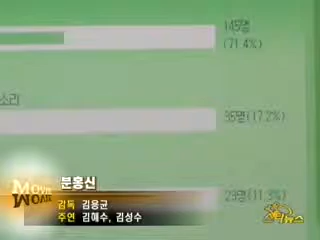 145명
(71.4%)
소리
35명(17.2%)
MOVIE
분홍신
23명(11.3%)
감독 김용균
주연 김혜수, 김성수